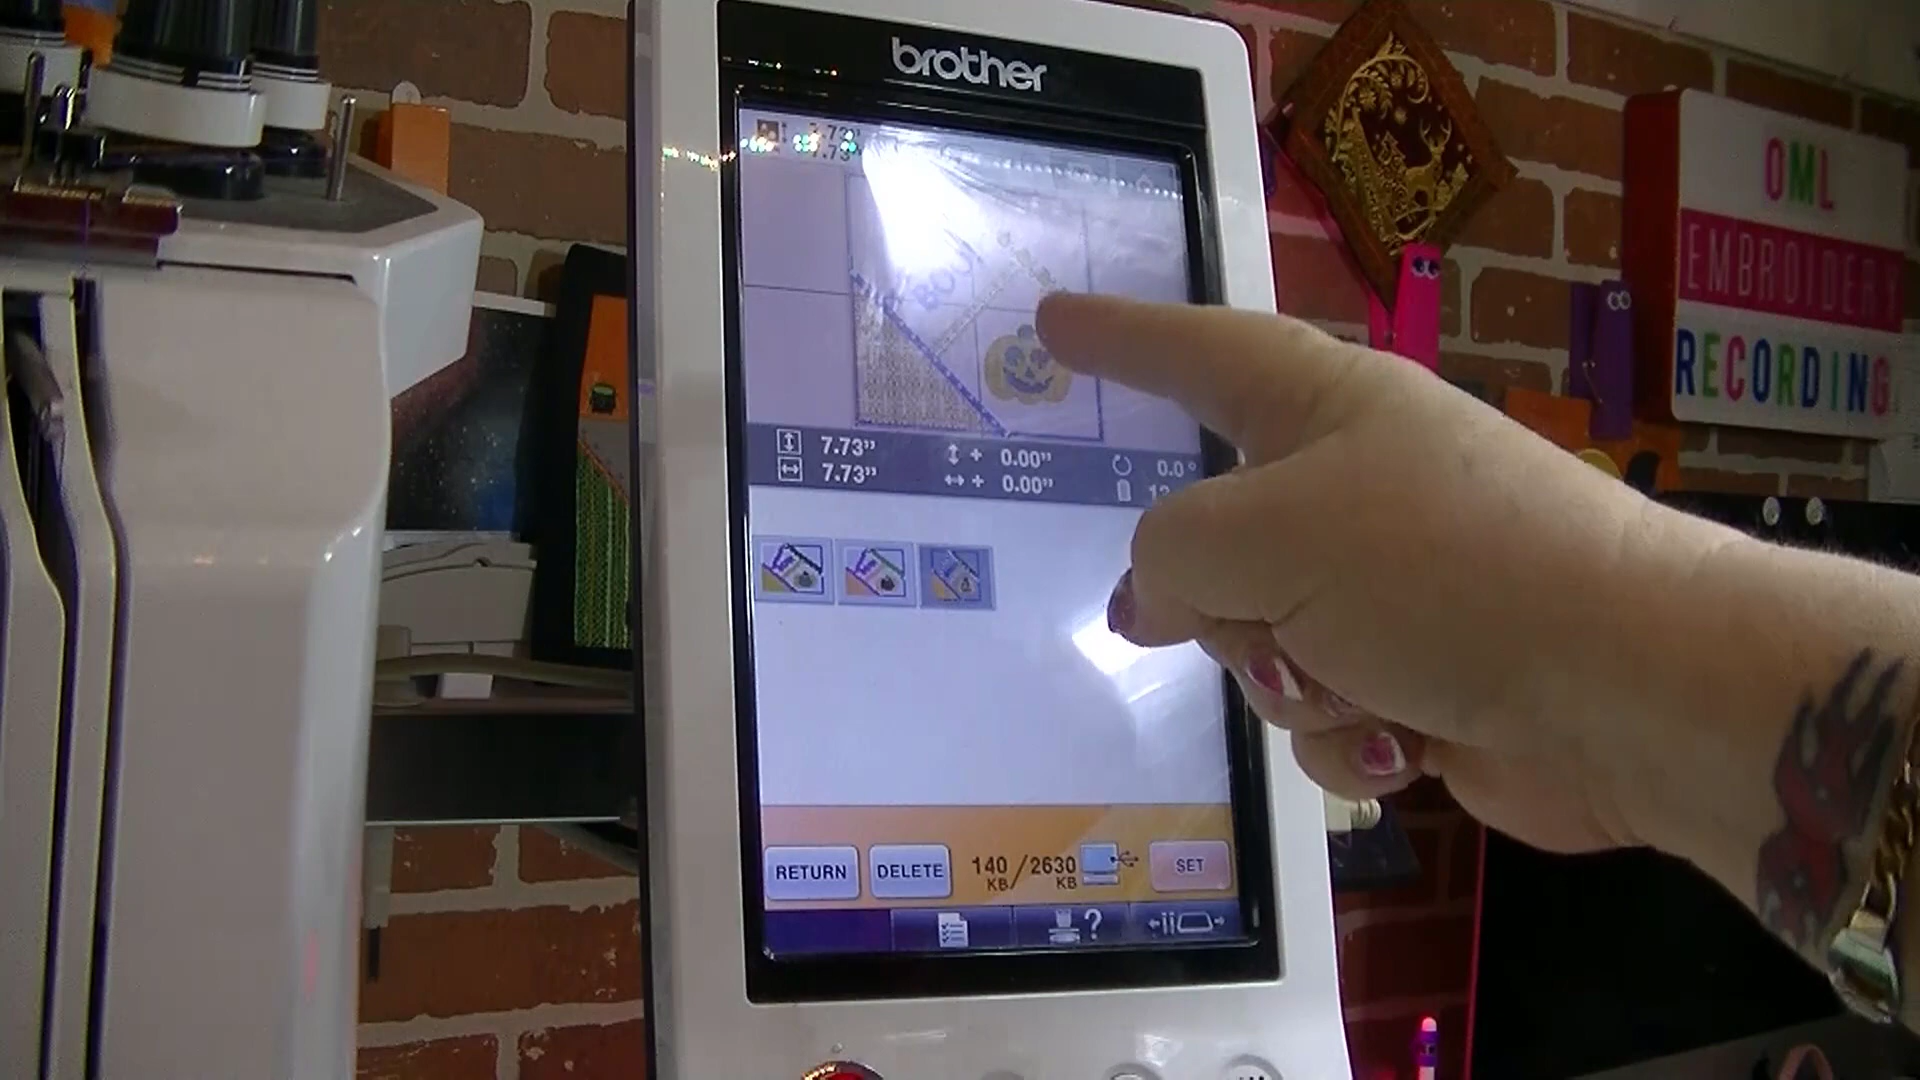 brother
7.73"
7.73"
BOO!
7.73"
7.73"
+ 0.00"
+ 0.00"
0.0°
RETURN
DELETE
140 KB / 2630 KB
SET
?
OML
EMBROIDERY
RECORDING